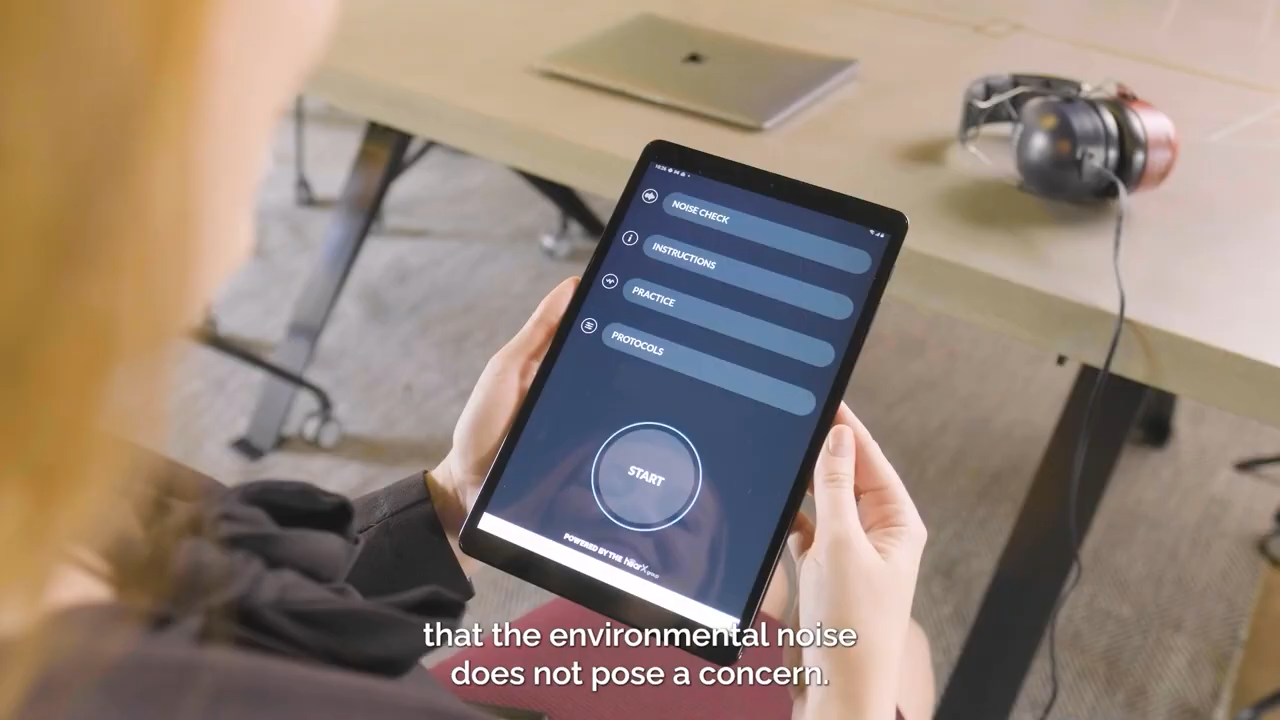 NOISE CHECK
INSTRUCTIONS
PRACTICE
PROTOCOLS
START
POWERED BY THE hearX group
that the environmental noise
does not pose a concern.